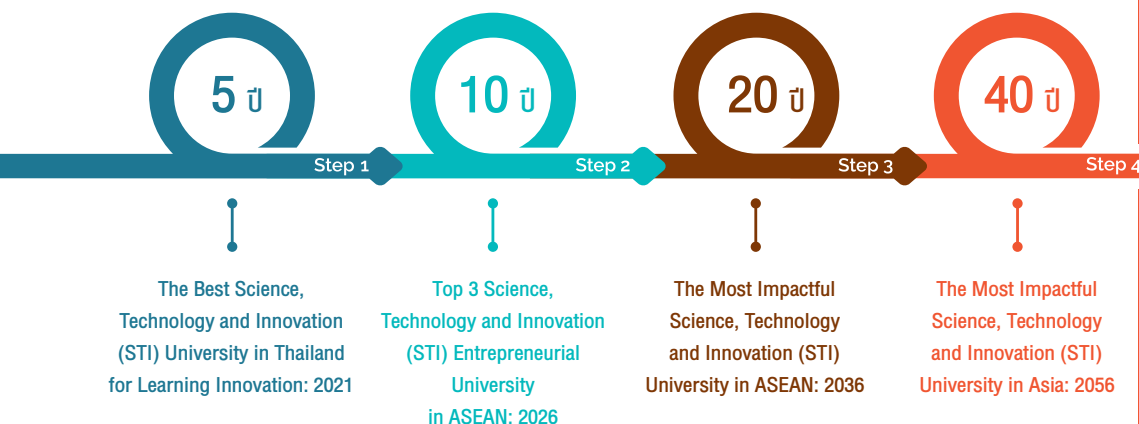 5 ปี
10 ปี
20 ปี
40 ปี
Step 1
Step 2
Step 3
Step 4
The Best Science,
Technology and Innovation
(STI) University in Thailand
for Learning Innovation: 2021
Top 3 Science,
Technology and Innovation
(STI) Entrepreneurial
University
in ASEAN: 2026
The Most Impactful
Science, Technology
and Innovation (STI)
University in ASEAN: 2036
The Most Impactful
Science, Technology
and Innovation (STI)
University in Asia: 2056